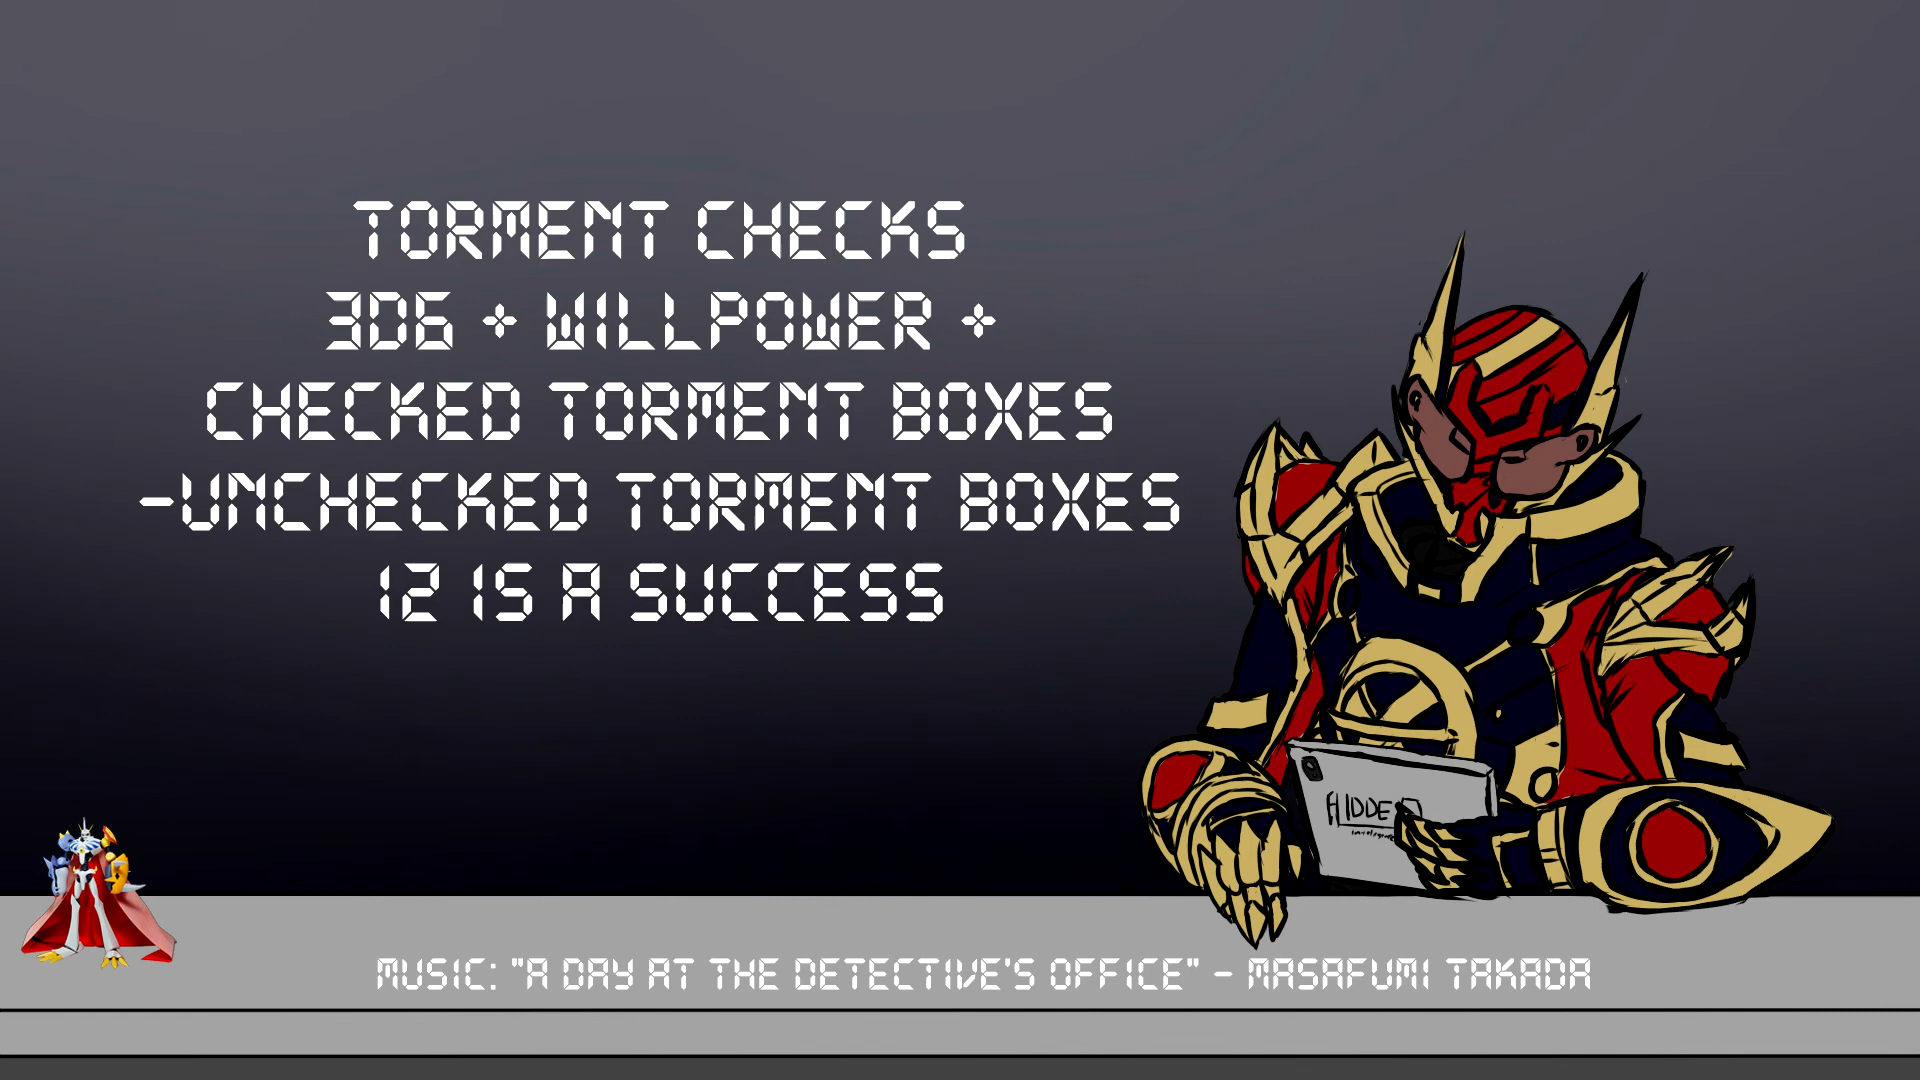 TORMENT CHECKS
3D6 + WILLPOWER +
CHECKED TORMENT BOXES
-UNCHECKED TORMENT BOXES
12 IS A SUCCESS
HIDDE
MUSIC: "A DAY AT THE DETECTIVE'S OFFICE" - MASAFUMI TAKADA